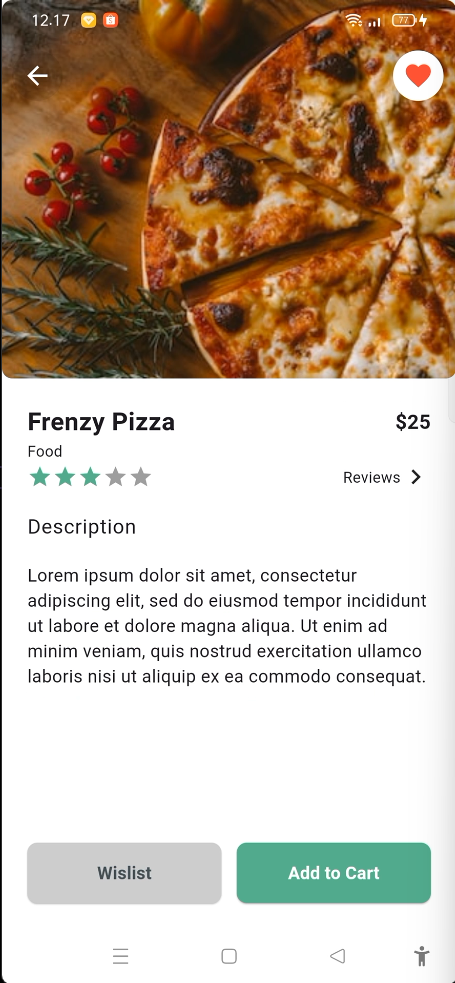 12.17
77
Frenzy Pizza
$25
Food
Reviews
Description
Lorem ipsum dolor sit amet, consectetur
adipiscing elit, sed do eiusmod tempor incididunt
ut labore et dolore magna aliqua. Ut enim ad
minim veniam, quis nostrud exercitation ullamco
laboris nisi ut aliquip ex ea commodo consequat.
Wislist
Add to Cart